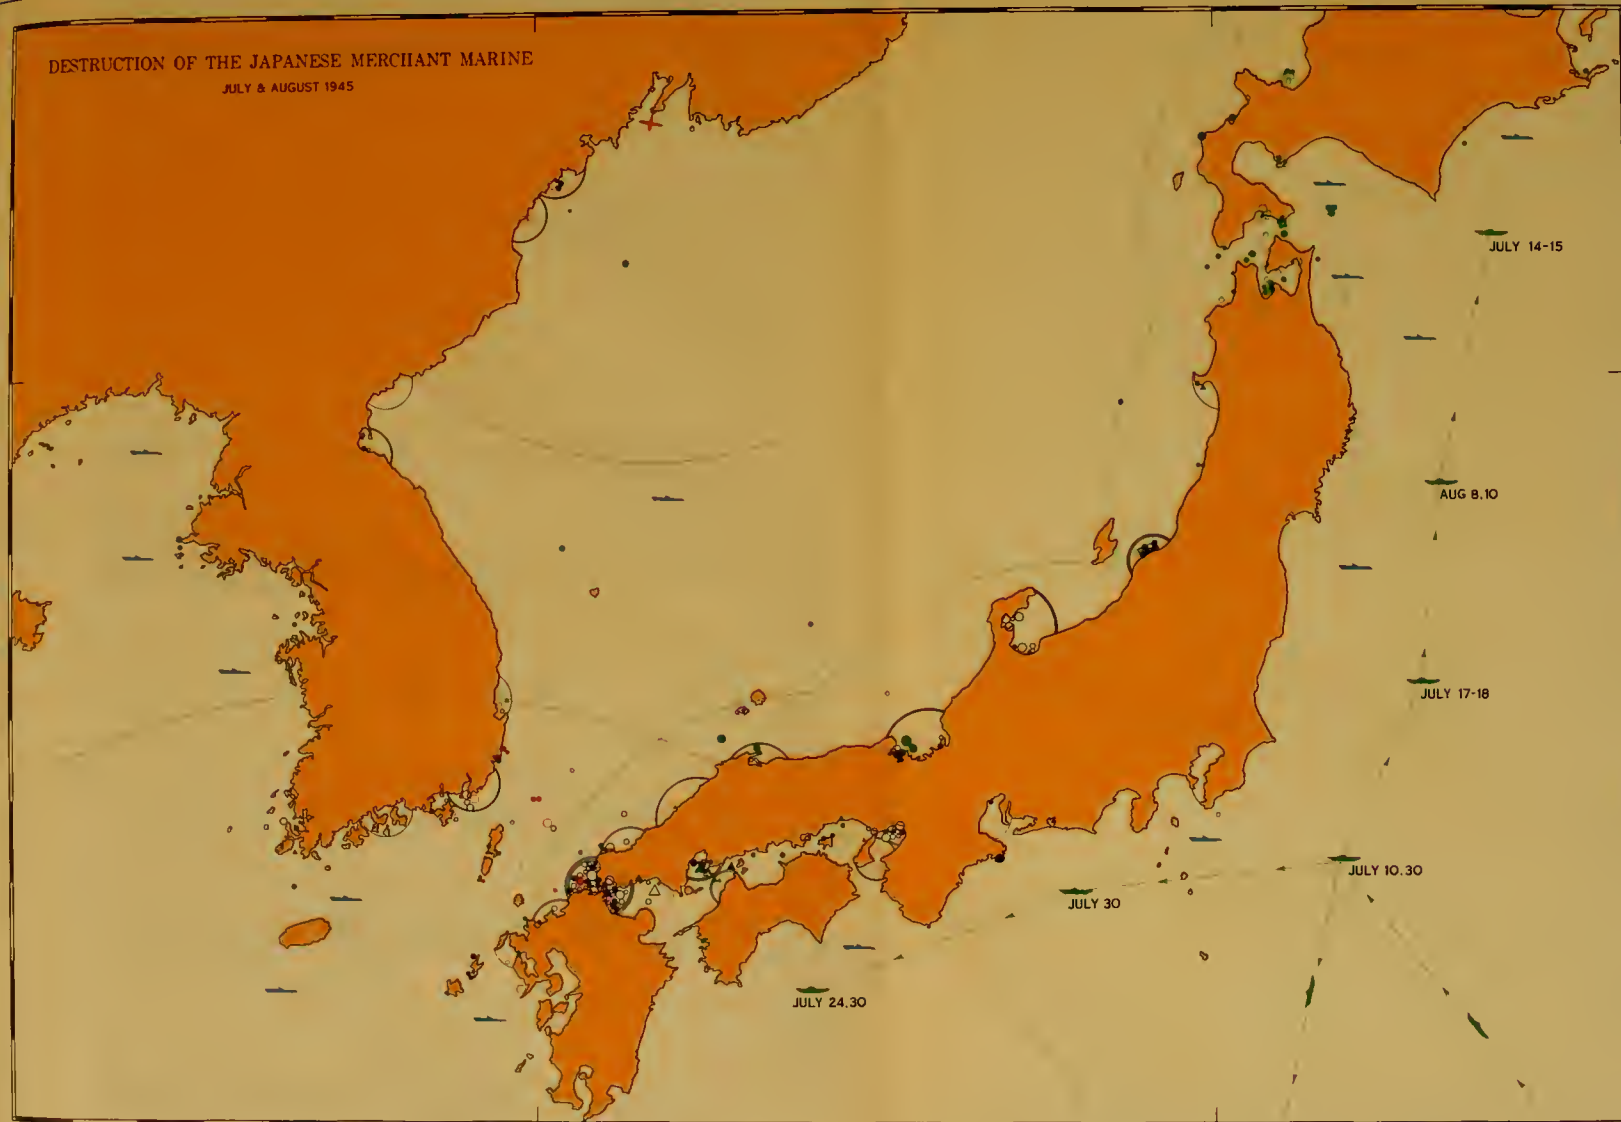 DESTRUCTION OF THE JAPANESE MERCHANT MARINE
JULY & AUGUST 1945
JULY 14-15
AUG 8,10
JULY 17-18
JULY 10,30
JULY 30
JULY 24,30